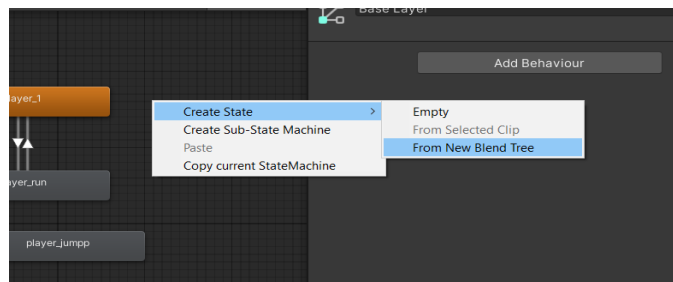 Base Layer
Add Behaviour
layer_1
Create State
Empty
Create Sub-State Machine
From Selected Clip
Paste
From New Blend Tree
Copy current StateMachine
ayer_run
player_jumpp